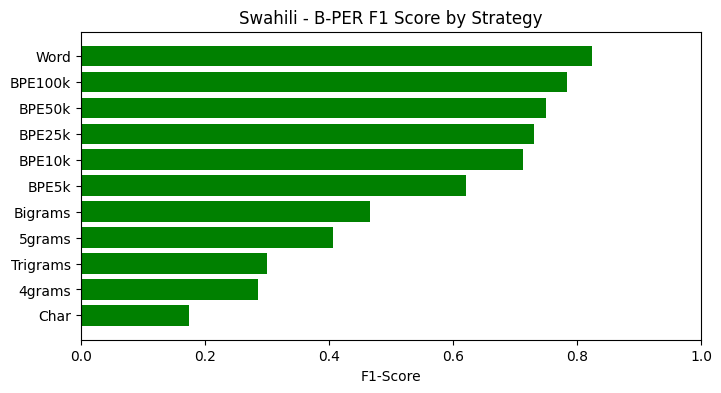 Swahili - B-PER F1 Score by Strategy
Word
BPE100k
BPE50k
BPE25k
BPE10k
BPE5k
Bigrams
5grams
Trigrams
4grams
Char
0.0 0.2 0.4 0.6 0.8 1.0
F1-Score